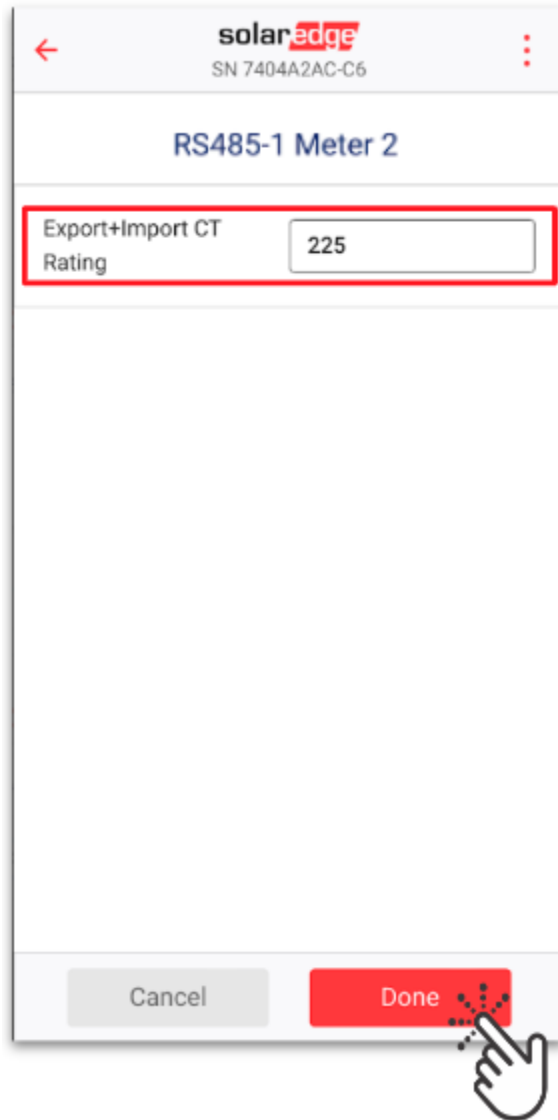 solaredge
SN 7404A2AC-C6
RS485-1 Meter 2
Export+Import CT
Rating
225
Cancel
Done